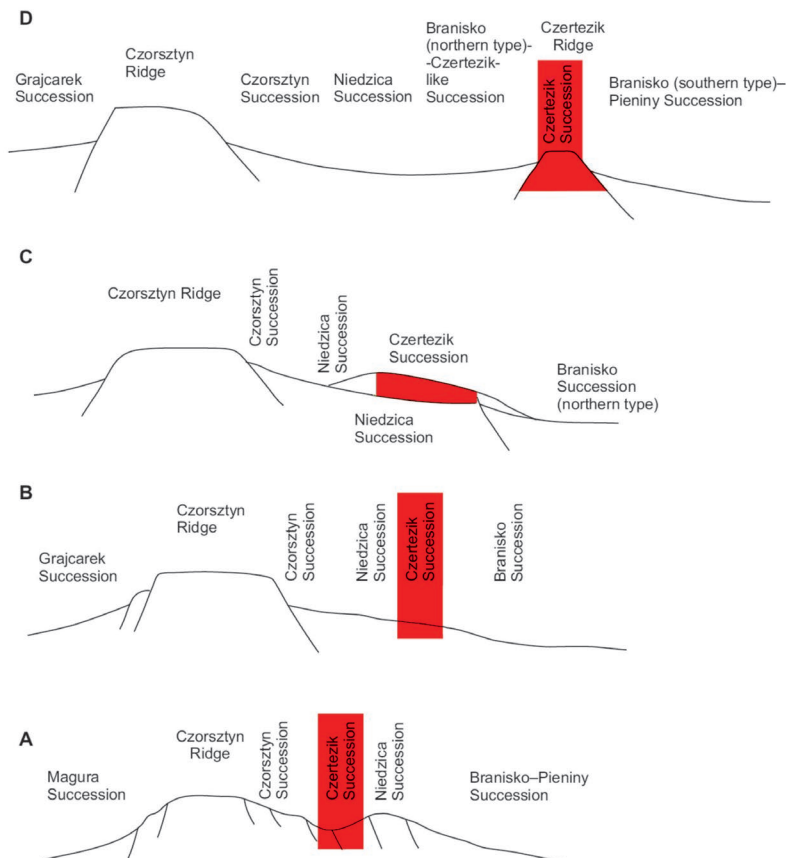 D
Grajcarek
Succession
Czorsztyn
Ridge
Czorsztyn
Succession
Niedzica
Succession
Branisko
(northern type)-
-Czertezik-
like
Succession
Czertezik
Ridge
Czertezik
Succession
Branisko (southern type)–
Pieniny Succession
C
Czorsztyn Ridge
Czorsztyn
Succession
Niedzica
Succession
Czertezik
Succession
Niedzica
Succession
Branisko
Succession
(northern type)
B
Grajcarek
Succession
Czorsztyn
Ridge
Czorsztyn
Succession
Niedzica
Succession
Czertezik
Succession
Branisko
Succession
A
Magura
Succession
Czorsztyn
Ridge
Czorsztyn
Succession
Czertezik
Succession
Niedzica
Succession
Branisko–Pieniny
Succession